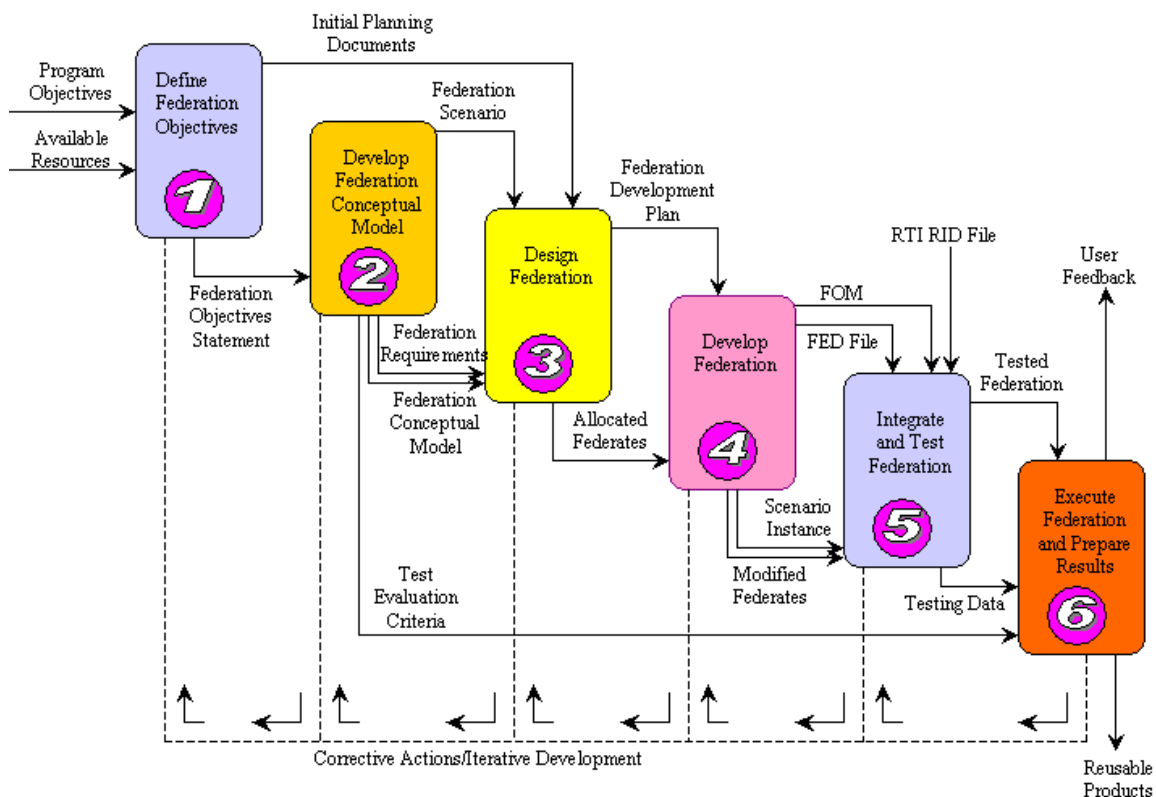 Initial Planning
Documents
Program
Objectives
Available
Resources
Define
Federation
Objectives
1
Federation
Scenario
Develop
Federation
Conceptual
Model
2
Federation
Objectives
Statement
Federation
Requirements
Federation
Conceptual
Model
Design
Federation
3
Federation
Development
Plan
Allocated
Federates
Develop
Federation
4
RTI RID File
FOM
FED File
Scenario
Instance
Modified
Federates
Integrate
and Test
Federation
5
User
Feedback
Tested
Federation
Testing Data
Test
Evaluation
Criteria
Execute
Federation
and Prepare
Results
6
Corrective Actions/Iterative Development
Reusable
Products